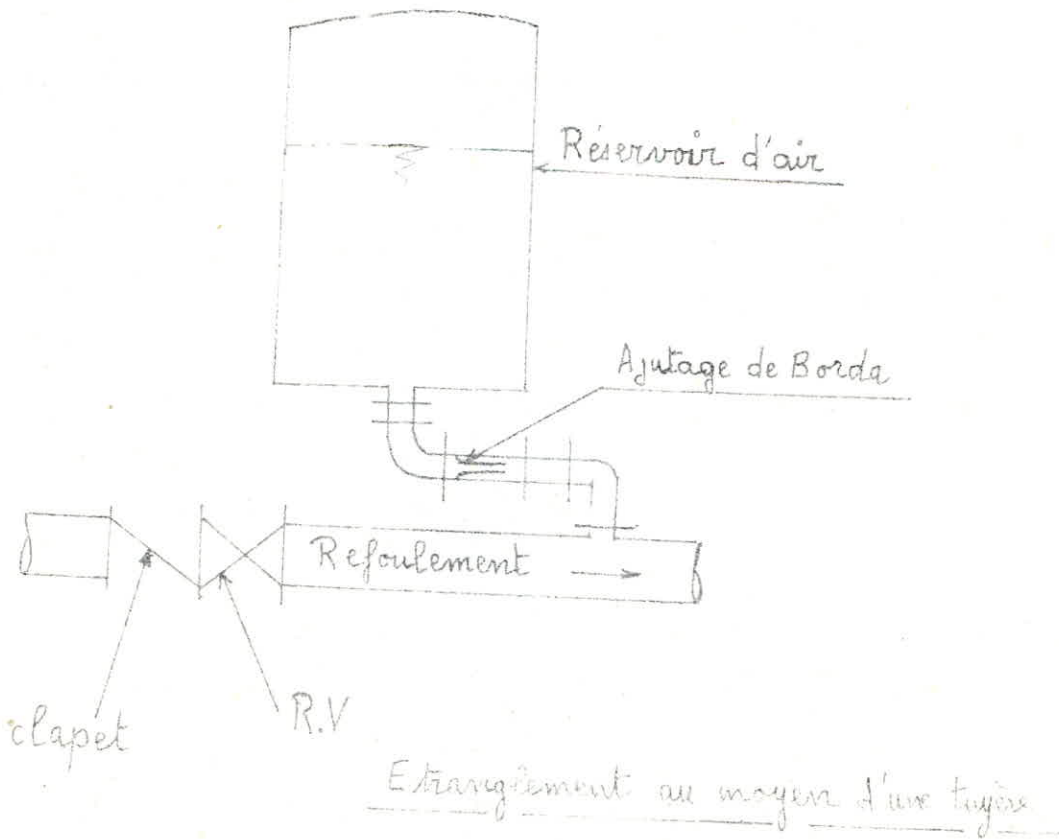 Réservoir d'air
Ajutage de Borda
Refoulement
clapet
R.V
Etranglement au moyen d'une tuyère